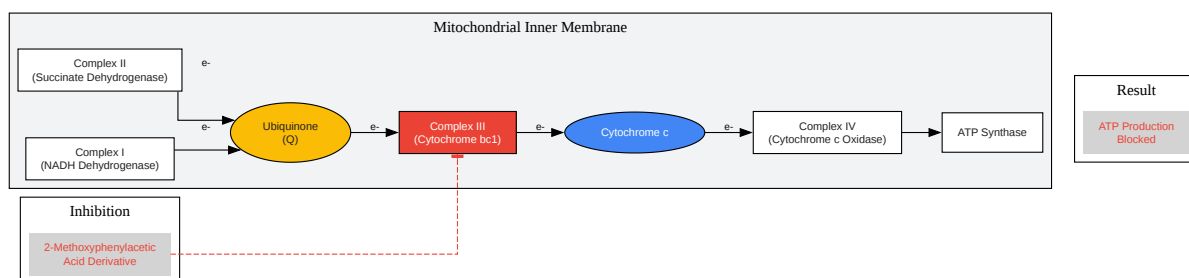 Mitochondrial Inner Membrane
Complex II
(Succinate Dehydrogenase)
e-
Complex I
(NADH Dehydrogenase)
e-
Ubiquinone
(Q)
e-
Complex III
(Cytochrome bc1)
e-
Cytochrome c
e-
Complex IV
(Cytochrome c Oxidase)
ATP Synthase
Result
ATP Production
Blocked
Inhibition
2-Methoxyphenylacetic
Acid Derivative